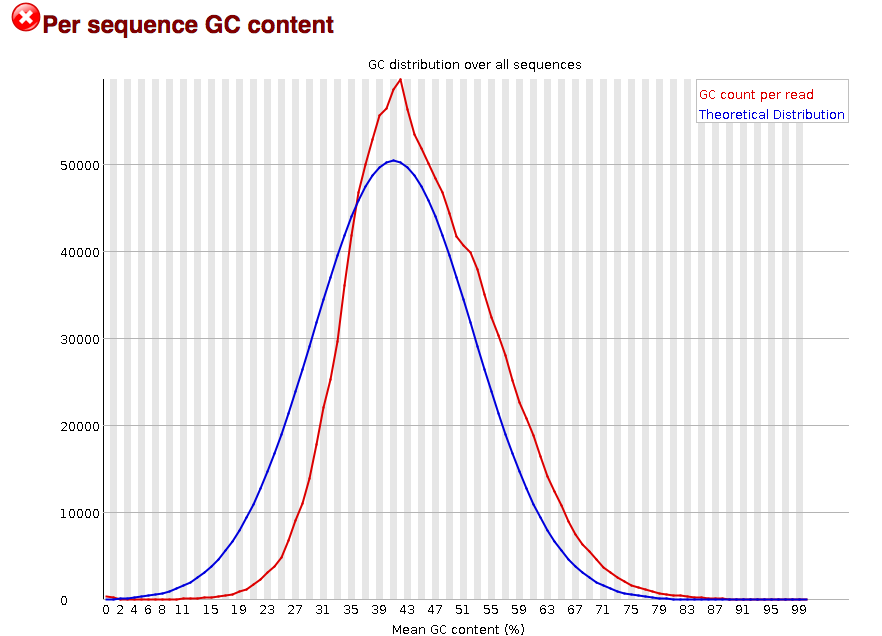 Per sequence GC content
GC distribution over all sequences
GC count per read
Theoretical Distribution
50000
40000
30000
20000
10000
0
0 2 4 6 8 11 15 19 23 27 31 35 39 43 47 51 55 59 63 67 71 75 79 83 87 91 95 99
Mean GC content (%)